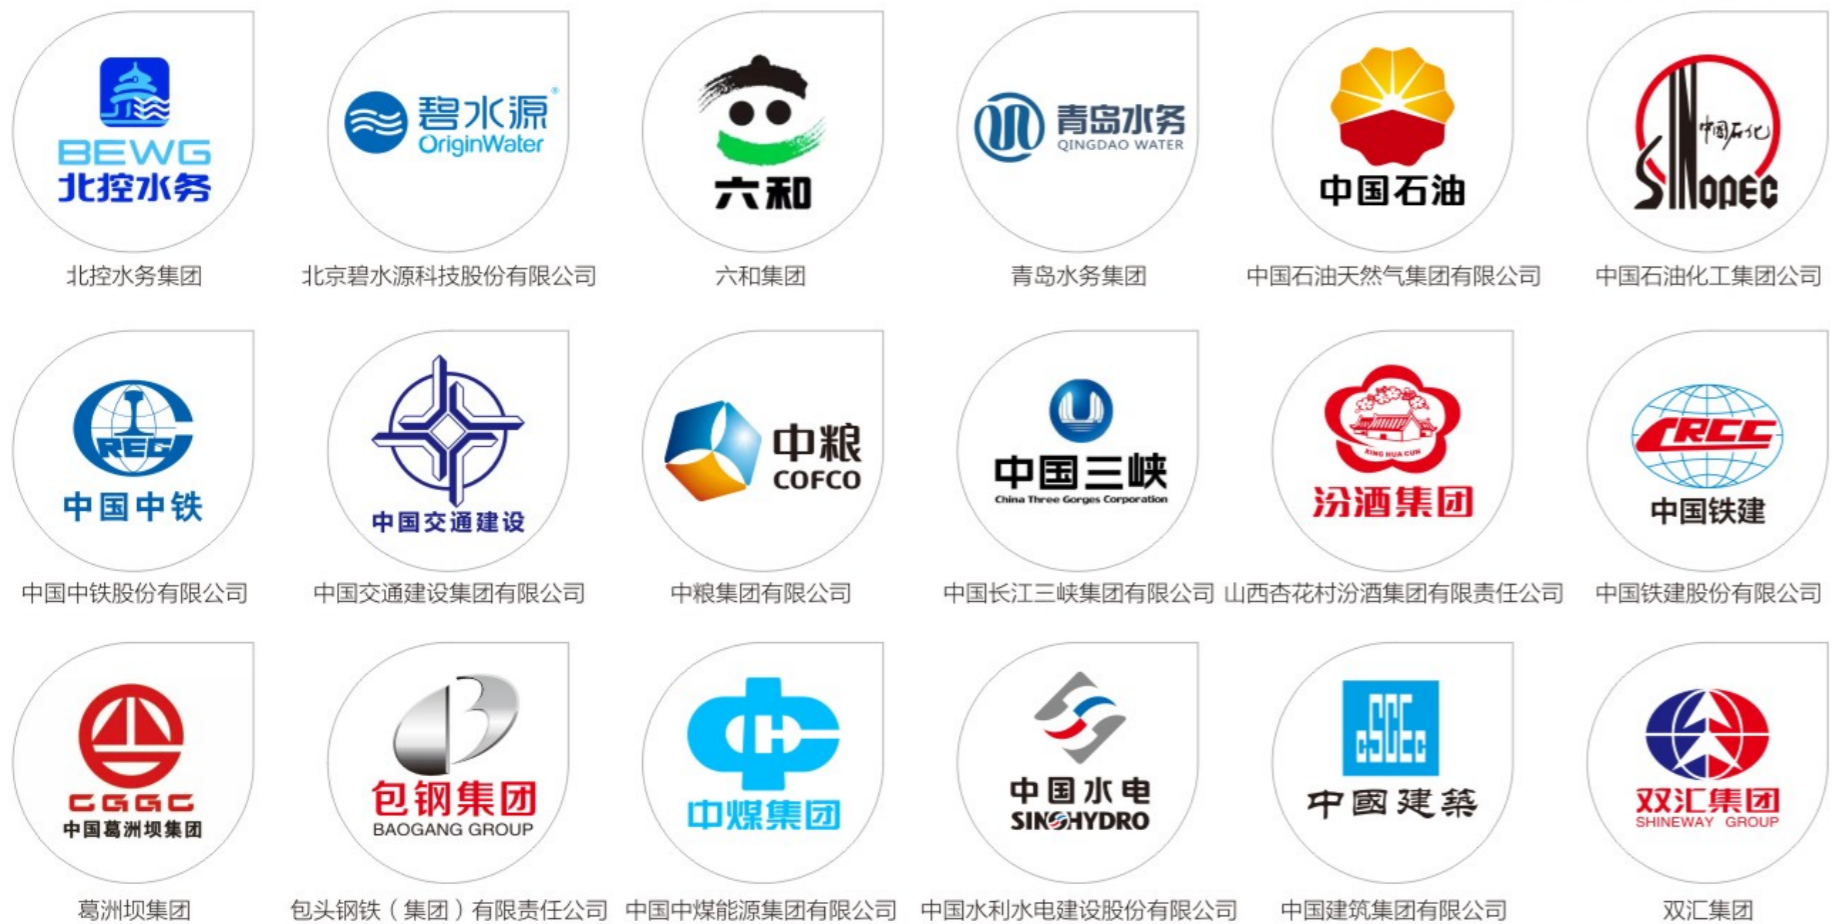 BEWG
北控水务
碧水源®
OriginWater
六和
青岛水务
QINGDAO WATER
中国石油
中国石化
SINOPEC
北控水务集团
北京碧水源科技股份有限公司
六和集团
青岛水务集团
中国石油天然气集团有限公司
中国石油化工集团公司
CREC
中国中铁
中国交通建设
中粮
COFCO
中国三峡
China Three Gorges Corporation
XING HUA CUN
汾酒集团
CRCC
中国铁建
中国中铁股份有限公司
中国交通建设集团有限公司
中粮集团有限公司
中国长江三峡集团有限公司
山西杏花村汾酒集团有限责任公司
中国铁建股份有限公司
CGGC
中国葛洲坝集团
B
包钢集团
BAOGANG GROUP
中煤集团
中国水电
SINOHYDRO
CSCEC
中國建築
双汇集团
SHINEWAY GROUP
葛洲坝集团
包头钢铁（集团）有限责任公司
中国中煤能源集团有限公司
中国水利水电建设股份有限公司
中国建筑集团有限公司
双汇集团